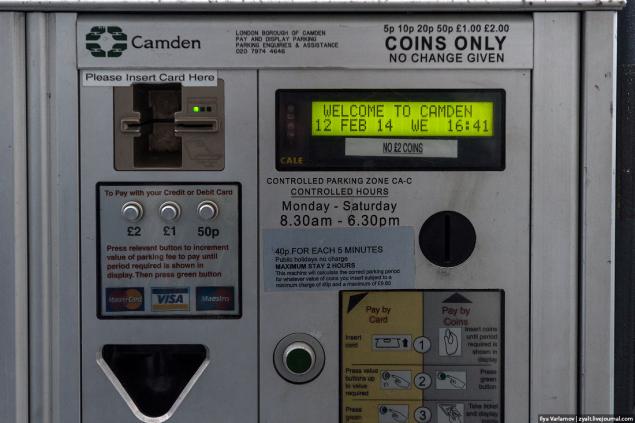 Camden
LONDON BOROUGH OF CAMDEN
PAY AND DISPLAY PARKING
PARKING ENQUIRIES & ASSISTANCE
020 7974 4646
5p 10p 20p 50p £1.00 £2.00
COINS ONLY
NO CHANGE GIVEN
Please Insert Card Here
WELCOME TO CAMDEN
12 FEB 14 WE 16:41
NO £2 COINS
CALE
CONTROLLED PARKING ZONE CA-C
CONTROLLED HOURS
Monday - Saturday
8.30am - 6.30pm
To Pay with your Credit or Debit Card
£2 £1 50p
Press relevant button to increment
value of parking fee to pay until
period required is shown in
display. Then press green button
MasterCard VISA Maestro
40p FOR EACH 5 MINUTES
Public holidays no charge
MAXIMUM STAY 2 HOURS
This machine will calculate the correct parking period
for whatever value of coins you insert subject to a
minimum charge of 40p and a maximum of £9.60
Pay by
Card
Pay by
Coins
Insert
card
1
Insert coins
until period
required is
shown in
display
Press value
buttons up
to value
required
2
Press
green
button
Press
green
3
Take ticket
and display
Ilya Varlamov | zyalt.livejournal.com